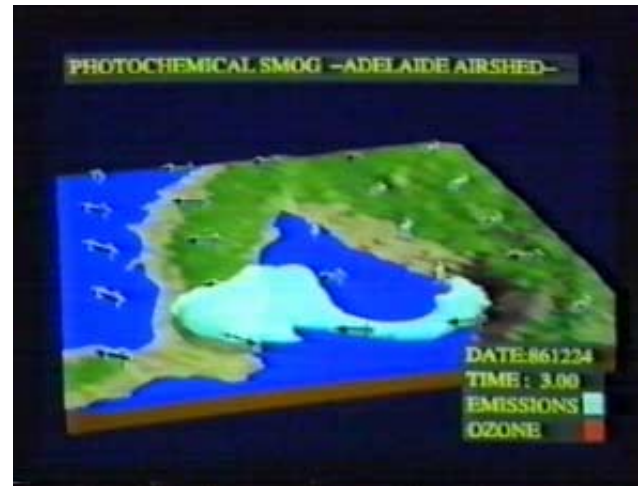 PHOTOCHEMICAL SMOG -ADELAIDE AIRSHED-
DATE:861224
TIME : 3.00
EMISSIONS
OZONE